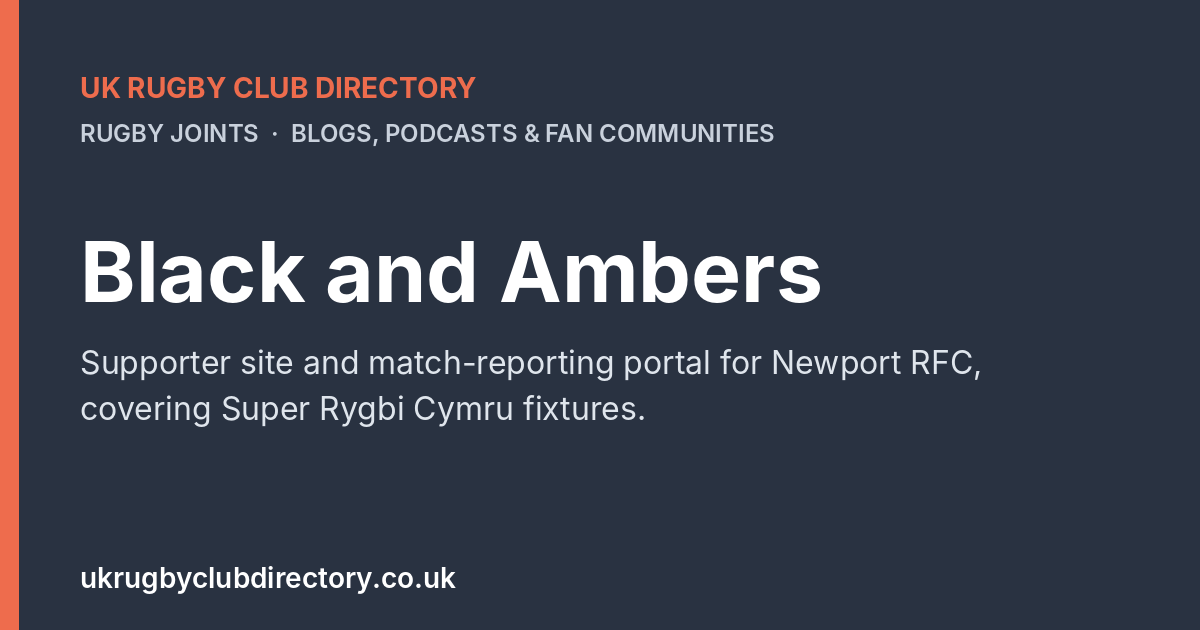 UK RUGBY CLUB DIRECTORY
RUGBY JOINTS · BLOGS, PODCASTS & FAN COMMUNITIES
Black and Ambers
Supporter site and match-reporting portal for Newport RFC,
covering Super Rygbi Cymru fixtures.
ukrugbyclubdirectory.co.uk